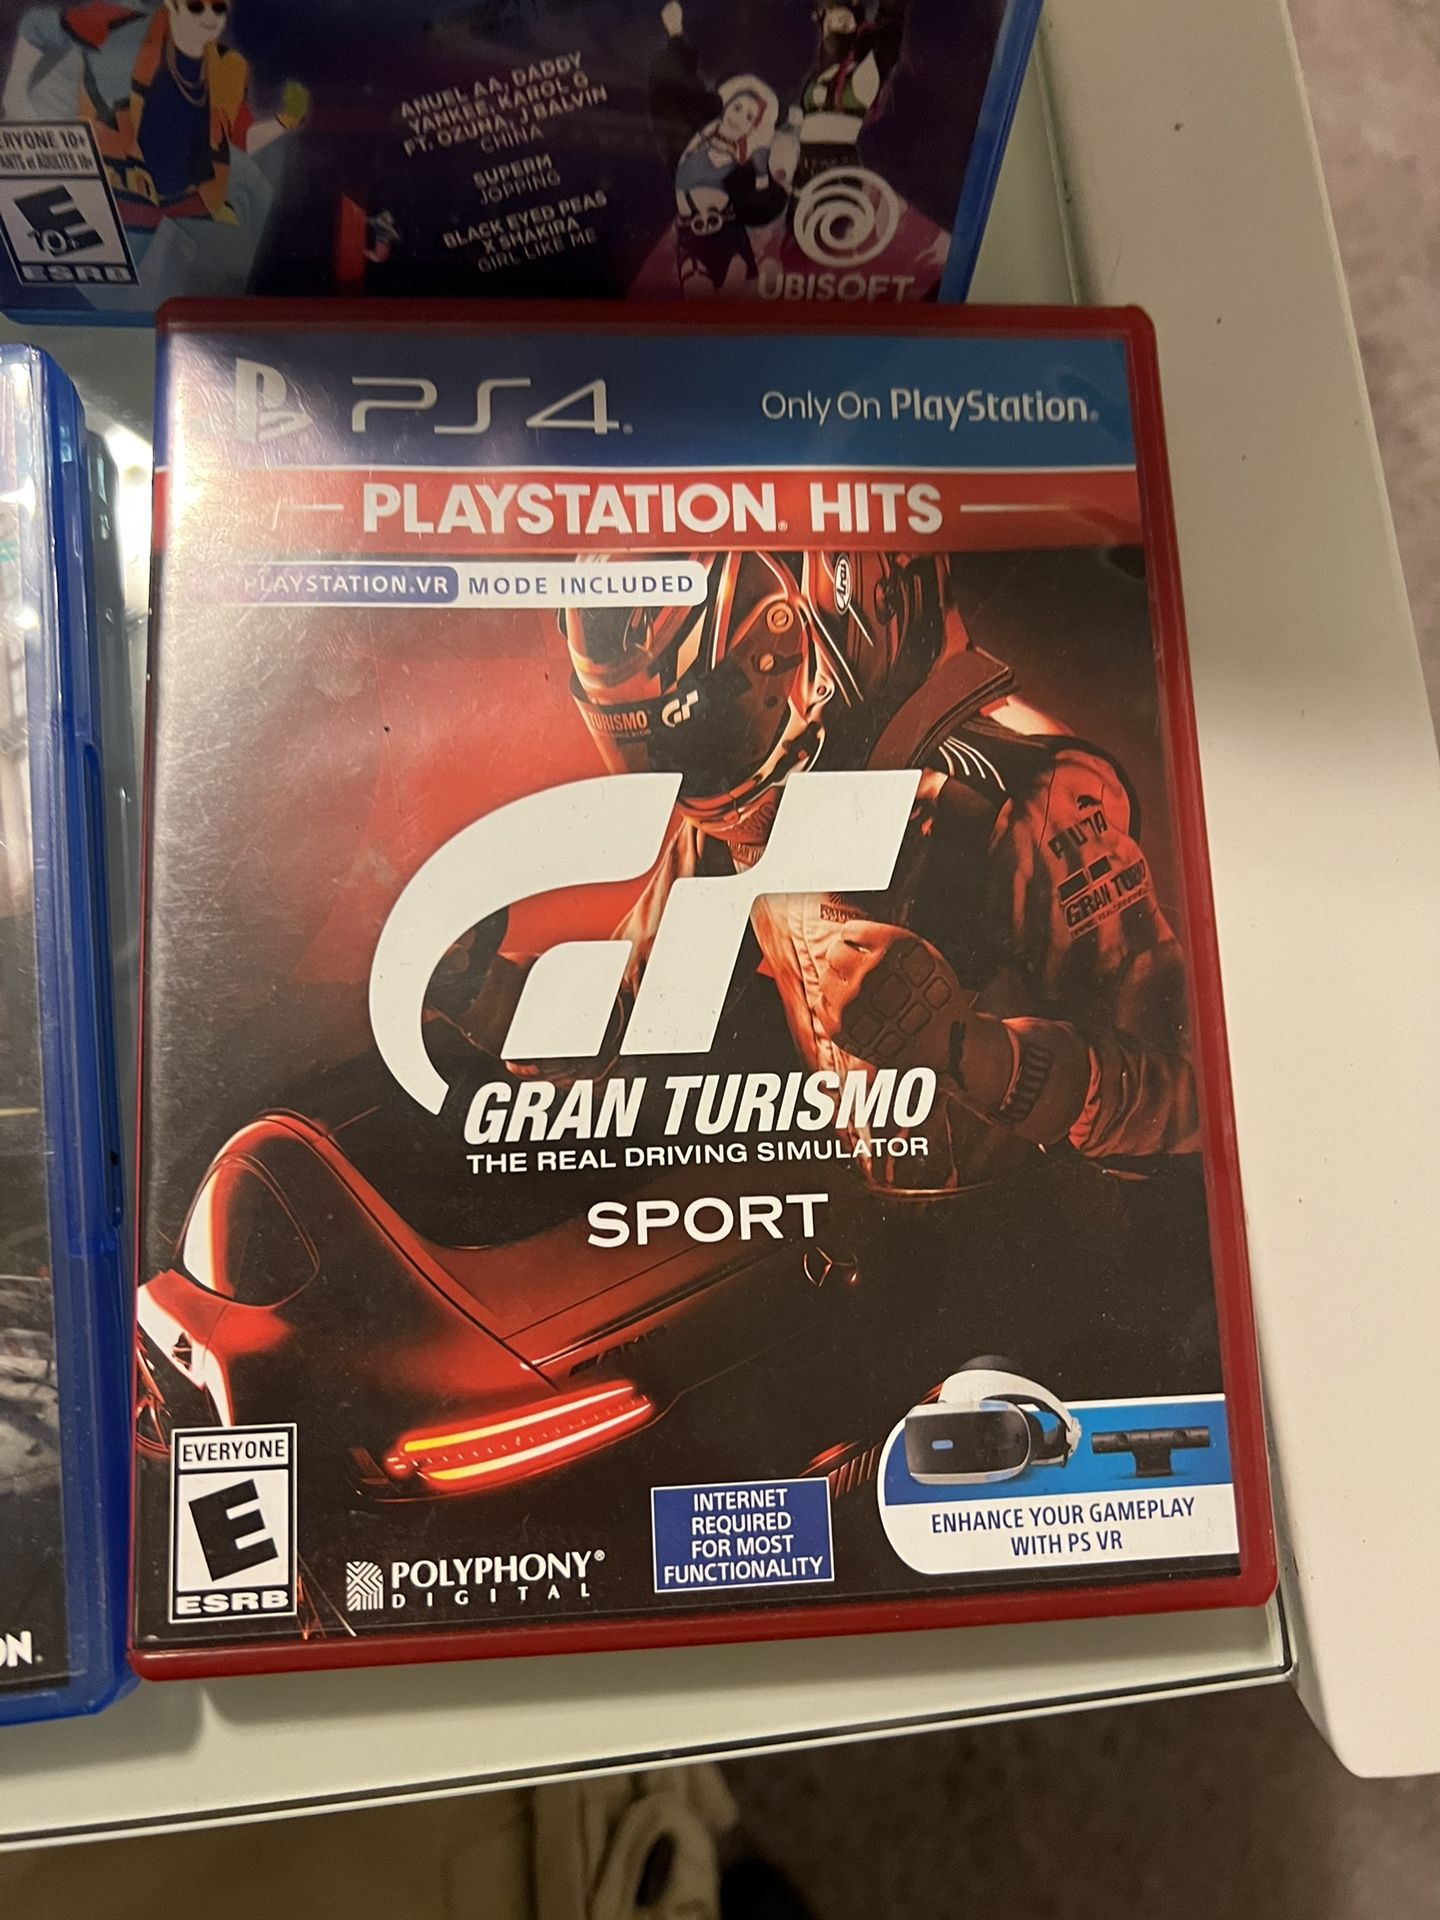 ANUEL AA, DADDY
YANKEE, KAROL G
FT. OZUNA, J BALVIN
CHINA
SUPERM
JOPPING
BLACK EYED PEAS
X SHAKIRA
GIRL LIKE ME
10+
E
10+
ESRB
UBISOFT
PS4
Only On PlayStation®
PLAYSTATION® HITS
PLAYSTATION®VR MODE INCLUDED
Arai
TURISMO
PUMA
GRAN TURISMO
GRAN TURISMO
THE REAL DRIVING SIMULATOR
SPORT
AMG
EVERYONE
E
ESRB
POLYPHONY®
DIGITAL
INTERNET
REQUIRED
FOR MOST
FUNCTIONALITY
ENHANCE YOUR GAMEPLAY
WITH PS VR